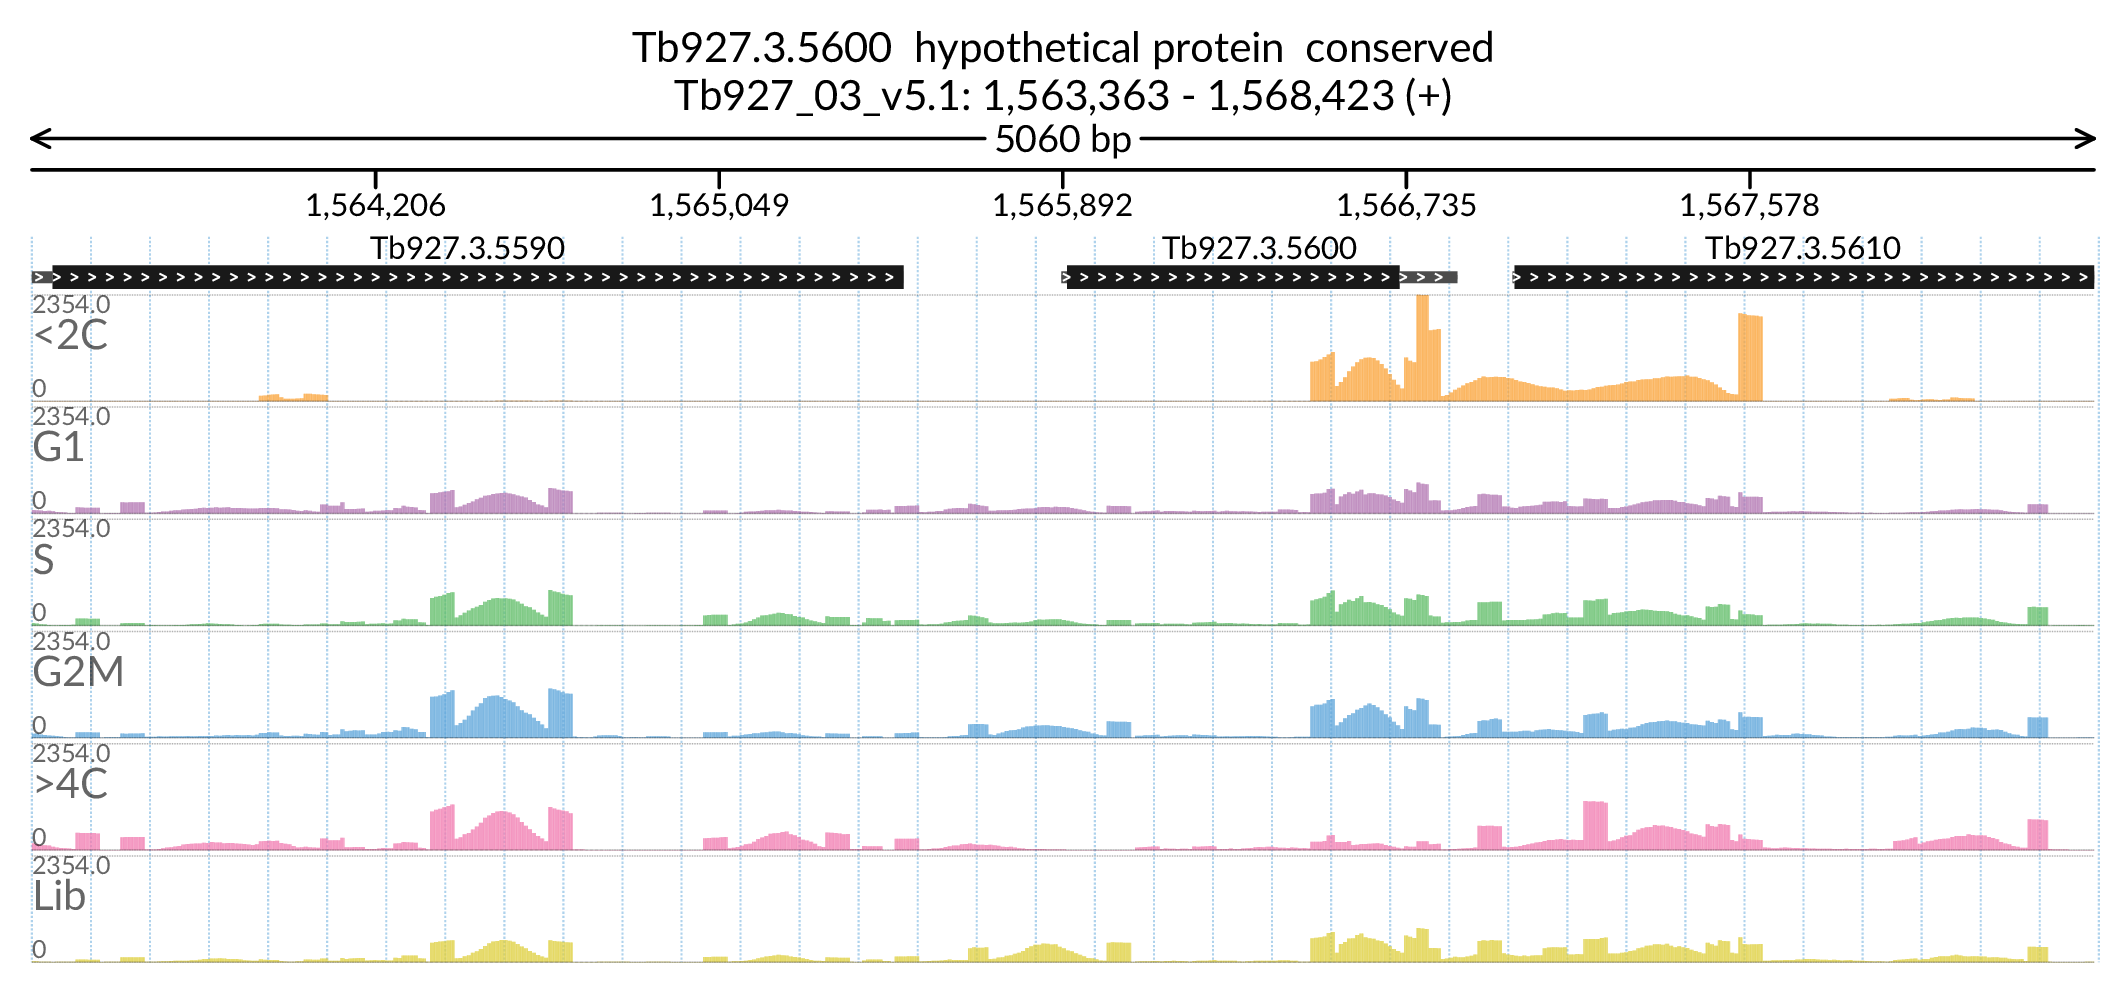 Tb927.3.5600 hypothetical protein conserved
Tb927_03_v5.1: 1,563,363 - 1,568,423 (+)
5060 bp
1,564,206 1,565,049 1,565,892 1,566,735 1,567,578
Tb927.3.5590 Tb927.3.5600 Tb927.3.5610
2354.0
<2C
0
2354.0
G1
0
2354.0
S
0
2354.0
G2M
0
2354.0
>4C
0
2354.0
Lib
0